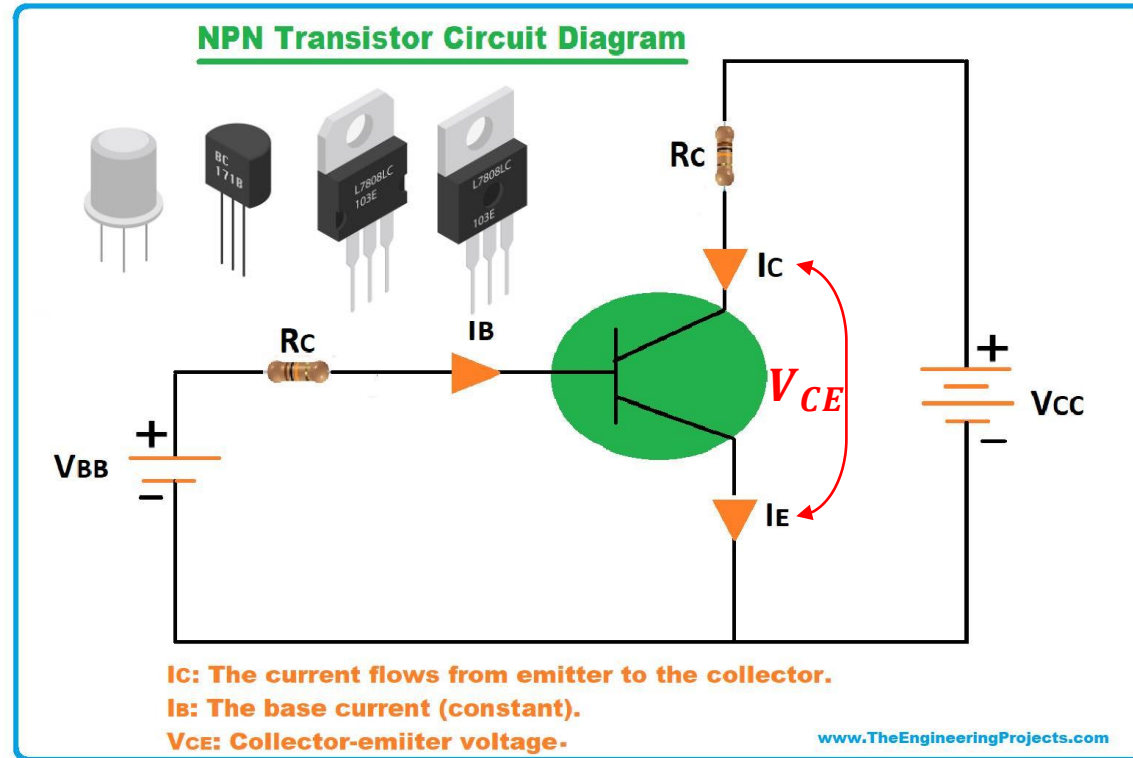 NPN Transistor Circuit Diagram
BC
171B
L7808LC
103E
L7808LC
103E
RC
IC
IB
RC
VCE
+
VCC
−
+
VBB
−
IE
IC: The current flows from emitter to the collector.
IB: The base current (constant).
VCE: Collector-emiiter voltage.
www.TheEngineeringProjects.com